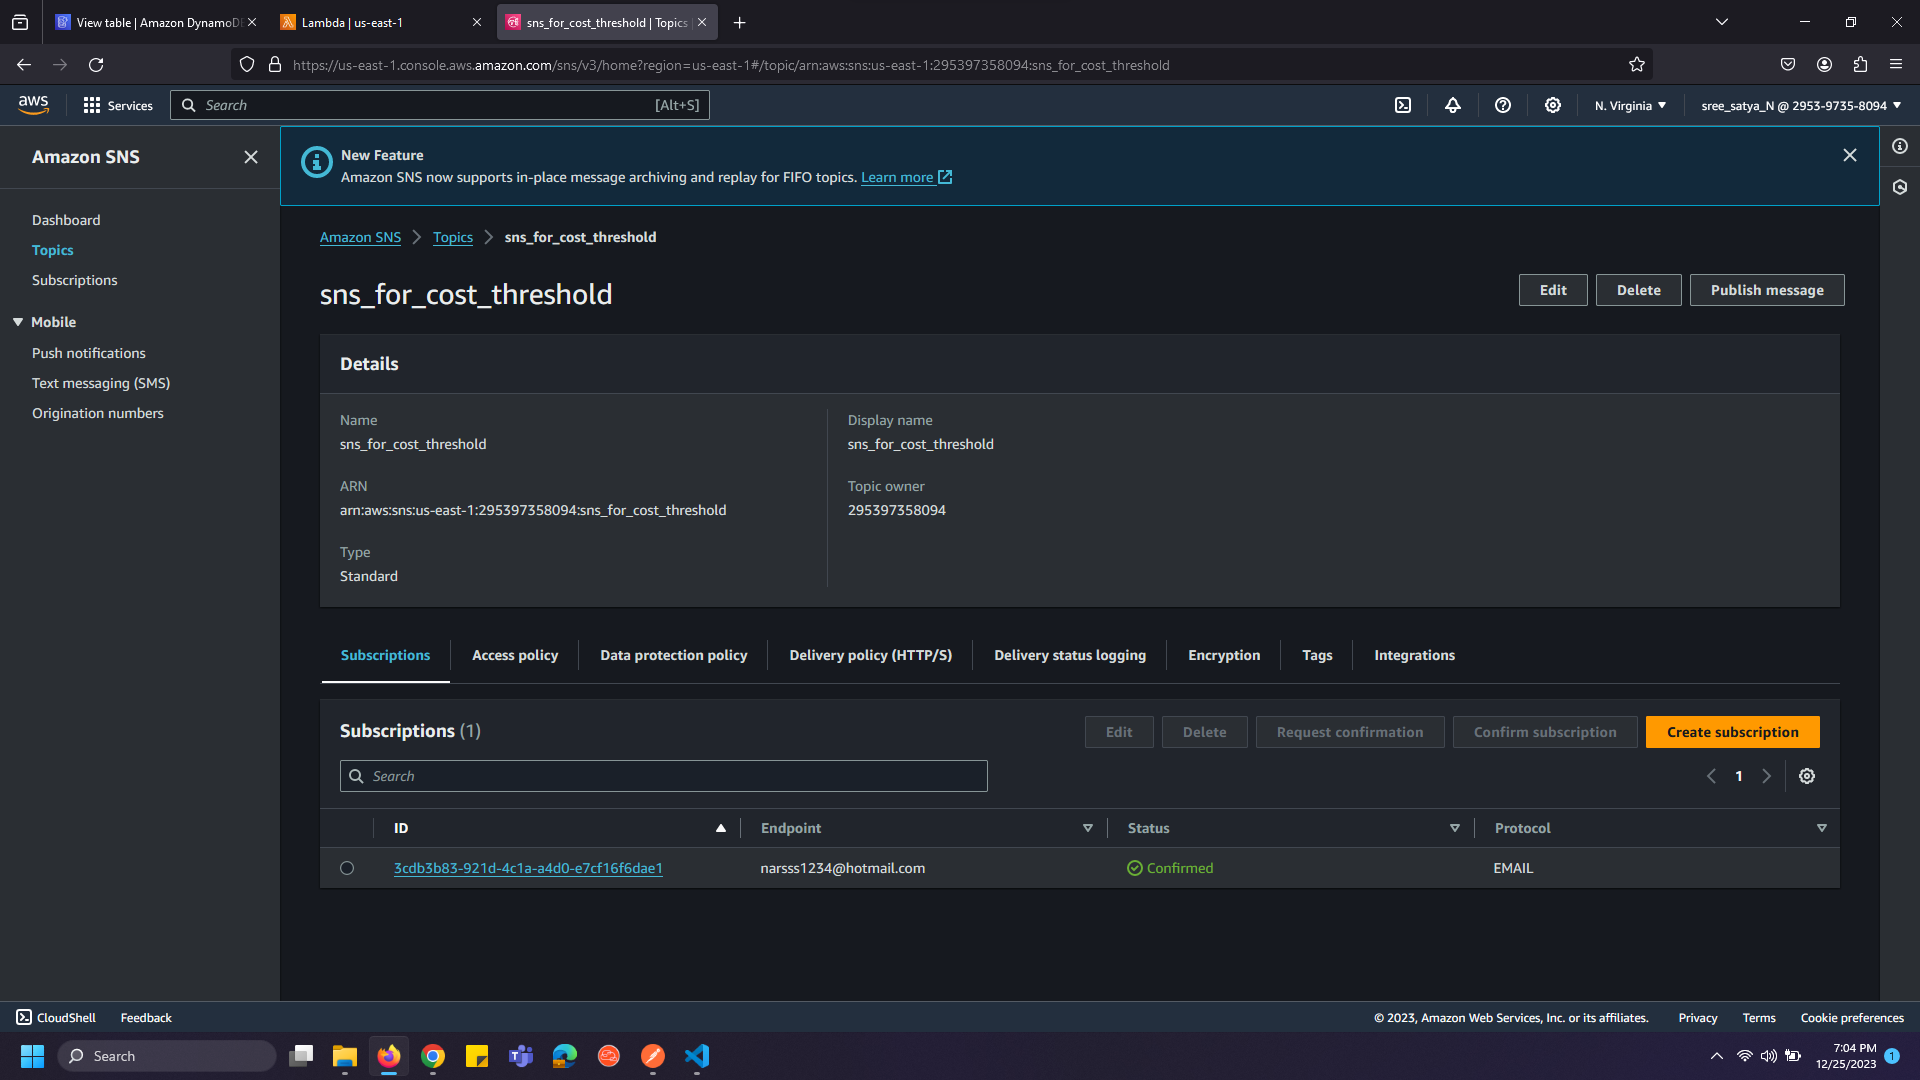 View table | Amazon DynamoD
Lambda | us-east-1
sns_for_cost_threshold | Topics |
https://us-east-1.console.aws.amazon.com/sns/v3/home?region=us-east-1#/topic/arn:aws:sns:us-east-1:295397358094:sns_for_cost_threshold
aws
Services
Search
[Alt+S]
N. Virginia
sree_satya_N @ 2953-9735-8094
Amazon SNS
Dashboard
Topics
Subscriptions
Mobile
Push notifications
Text messaging (SMS)
Origination numbers
New Feature
Amazon SNS now supports in-place message archiving and replay for FIFO topics. Learn more
Amazon SNS
Topics
sns_for_cost_threshold
sns_for_cost_threshold
Edit
Delete
Publish message
Details
Name
sns_for_cost_threshold
ARN
arn:aws:sns:us-east-1:295397358094:sns_for_cost_threshold
Type
Standard
Display name
sns_for_cost_threshold
Topic owner
295397358094
Subscriptions
Access policy
Data protection policy
Delivery policy (HTTP/S)
Delivery status logging
Encryption
Tags
Integrations
Subscriptions (1)
Edit
Delete
Request confirmation
Confirm subscription
Create subscription
Search
1
ID
Endpoint
Status
Protocol
3cdb3b83-921d-4c1a-a4d0-e7cf16f6dae1
narsss1234@hotmail.com
Confirmed
EMAIL
CloudShell
Feedback
© 2023, Amazon Web Services, Inc. or its affiliates.
Privacy
Terms
Cookie preferences
Search
7:04 PM
12/25/2023
1